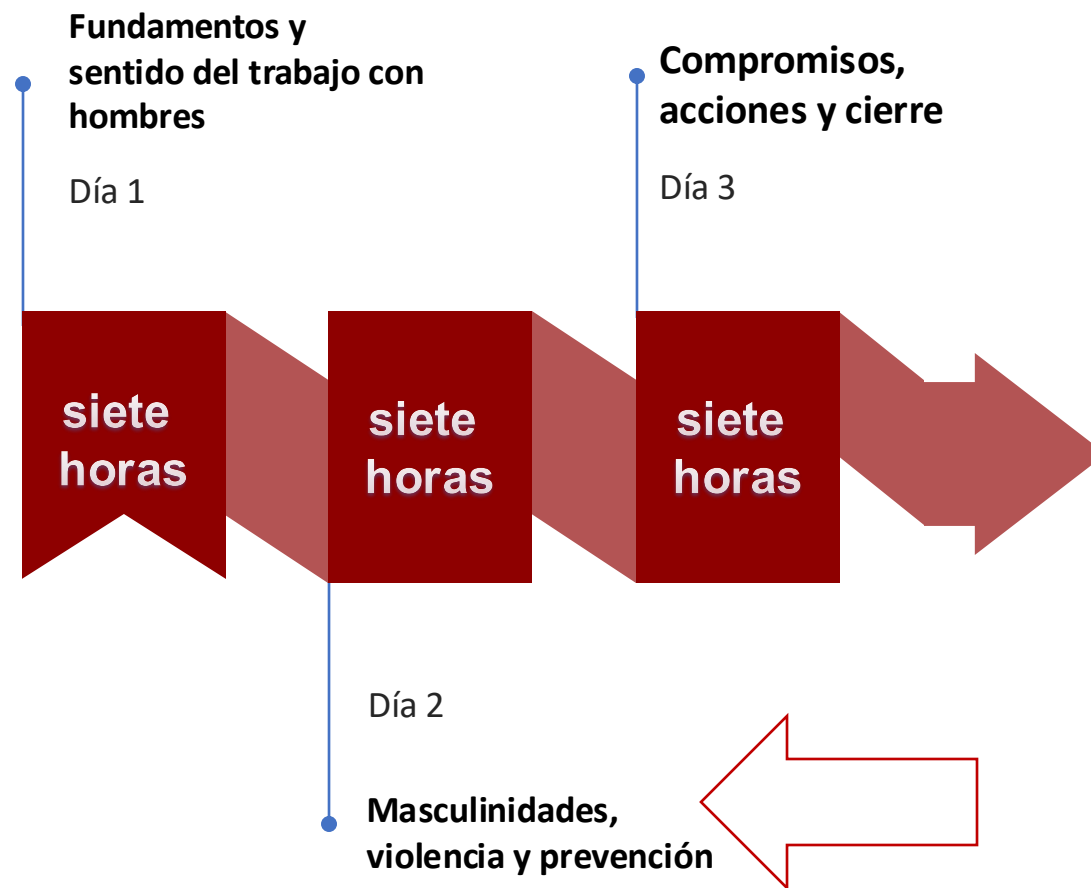 Fundamentos y
sentido del trabajo con
hombres
Día 1
Compromisos,
acciones y cierre
Día 3
siete
horas
siete
horas
siete
horas
Día 2
Masculinidades,
violencia y prevención